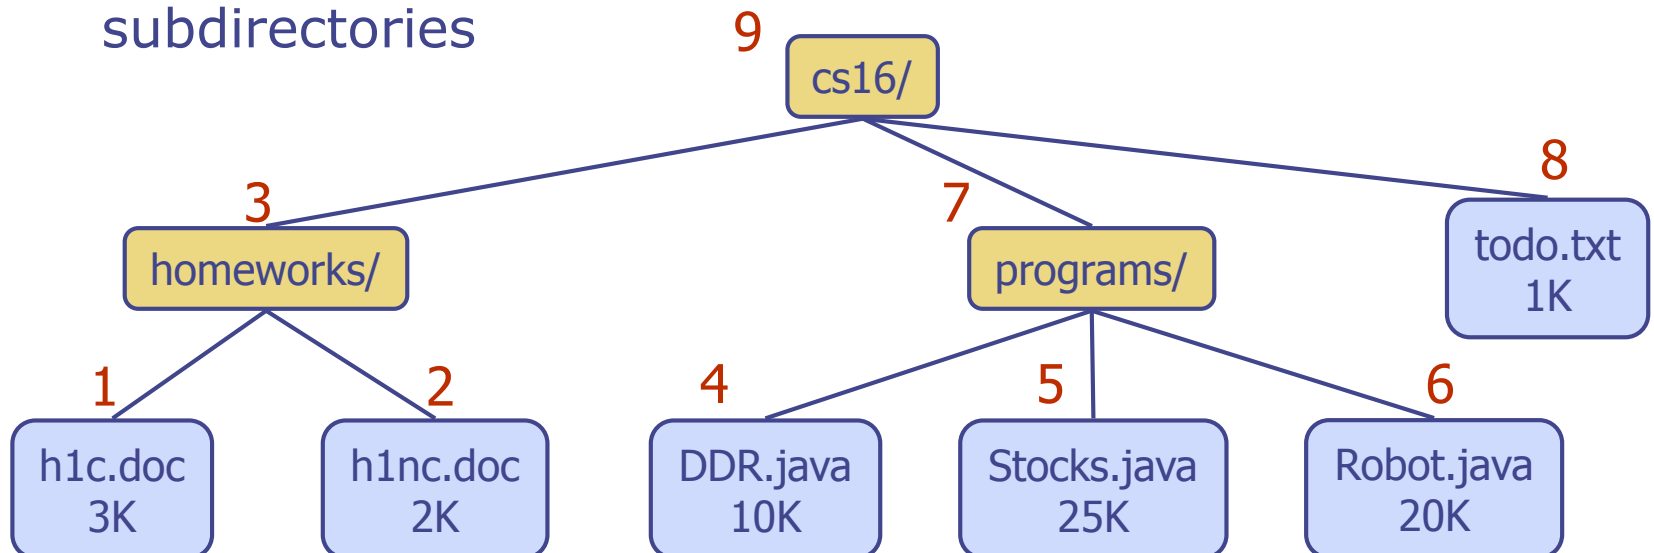 subdirectories
9
cs16/
3
7
8
homeworks/
programs/
todo.txt
1K
1
2
4
5
6
h1c.doc
3K
h1nc.doc
2K
DDR.java
10K
Stocks.java
25K
Robot.java
20K